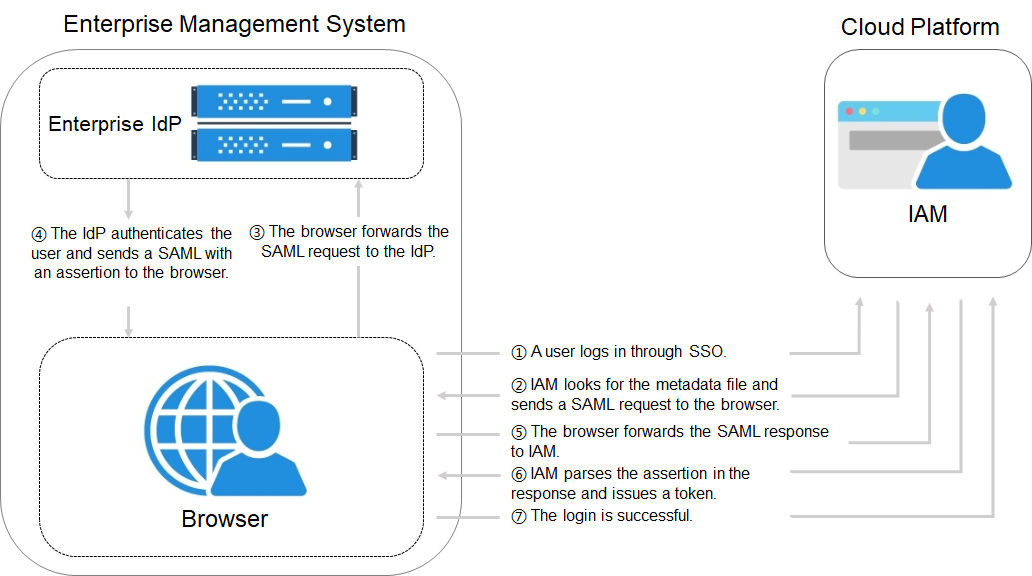 Enterprise Management System
Cloud Platform
Enterprise IdP
IAM
④ The IdP authenticates the
user and sends a SAML with
an assertion to the browser.
③ The browser forwards the
SAML request to the IdP.
① A user logs in through SSO.
② IAM looks for the metadata file and
sends a SAML request to the browser.
⑤ The browser forwards the SAML response
to IAM.
⑥ IAM parses the assertion in the
response and issues a token.
⑦ The login is successful.
Browser